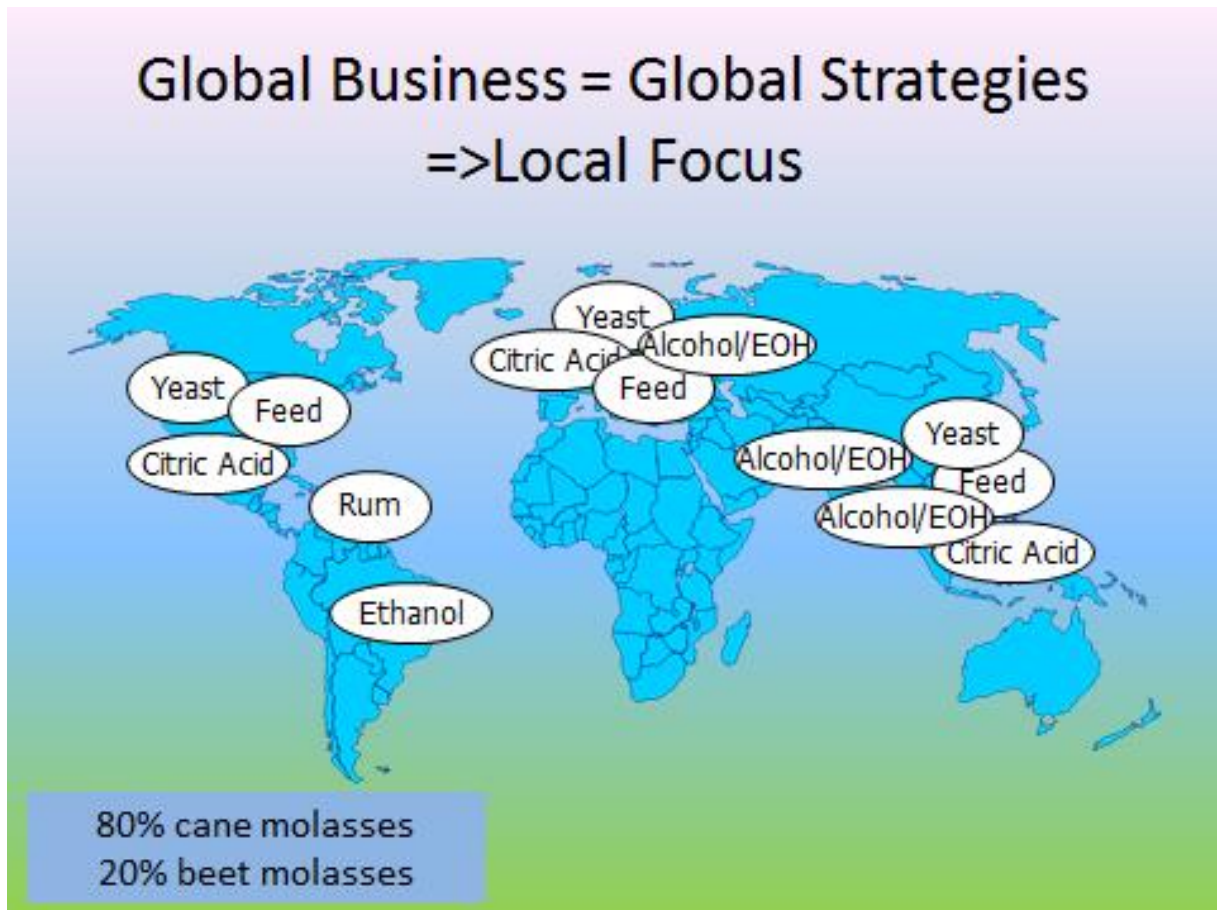 Global Business = Global Strategies
=>Local Focus
Yeast
Alcohol/EOH
Citric Acid
Feed
Yeast
Feed
Citric Acid
Rum
Ethanol
Yeast
Alcohol/EOH
Feed
Alcohol/EOH
Citric Acid
80% cane molasses
20% beet molasses